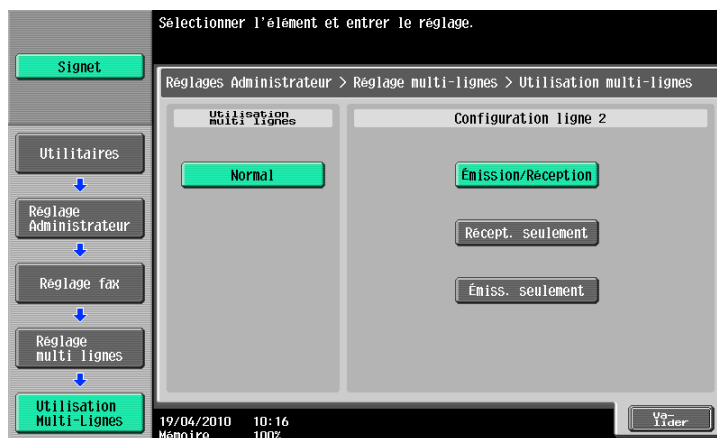 Sélectionner l'élément et entrer le réglage.
Signet
Réglages Administrateur > Réglage multi-lignes > Utilisation multi-lignes
Utilisation
multi lignes
Configuration ligne 2
Utilitaires
Normal
Émission/Réception
Réglage
Administrateur
Récept. seulement
Réglage fax
Émiss. seulement
Réglage
multi lignes
Utilisation
Multi-Lignes
19/04/2010 10:16
Mémoire 100%
Va-
lider